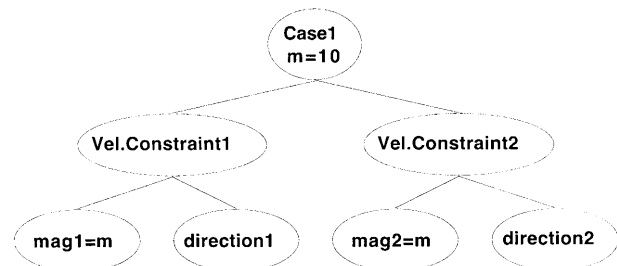 Case1
m=10
Vel.Constraint1
Vel.Constraint2
mag1=m
direction1
mag2=m
direction2